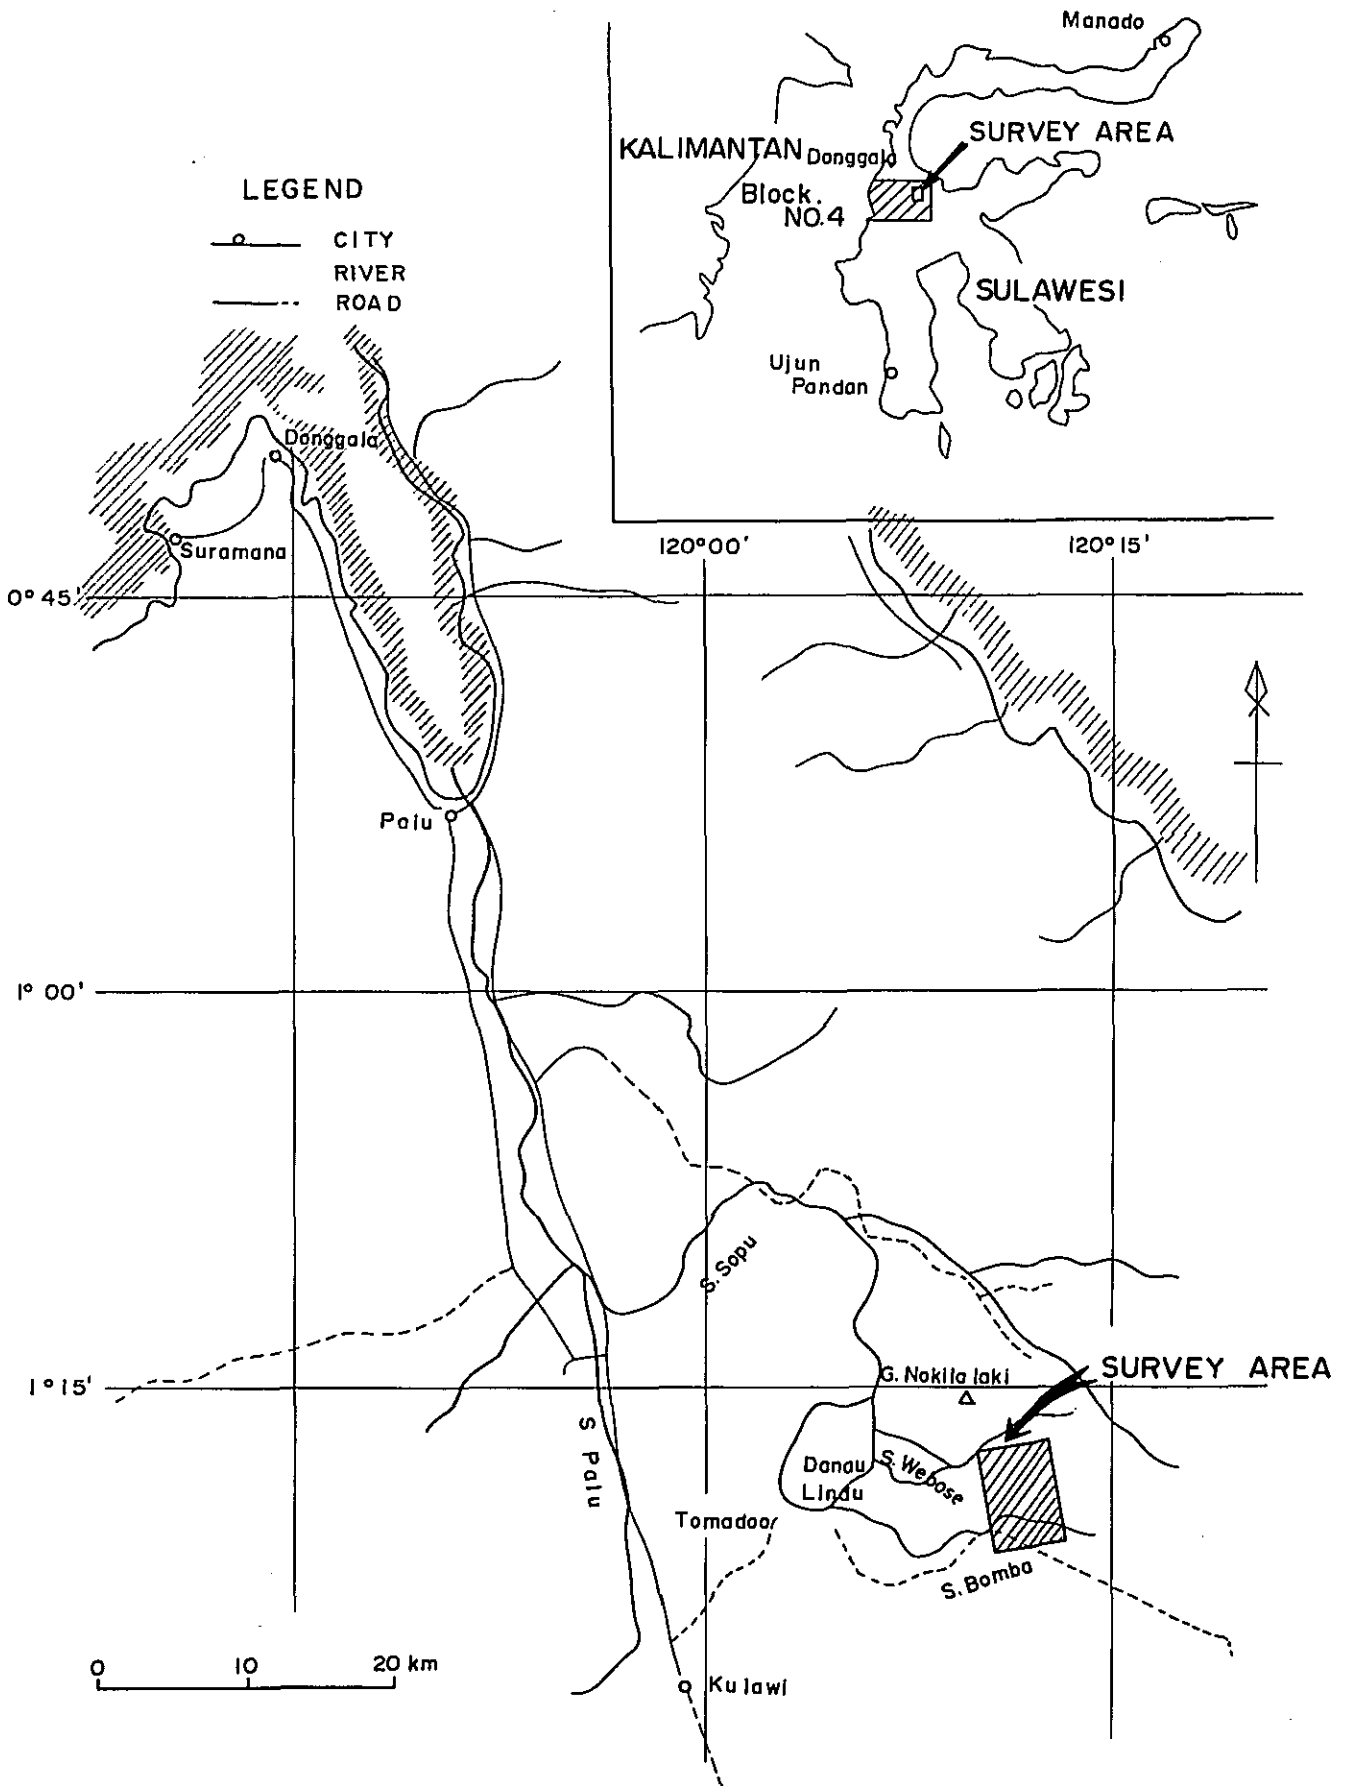 Manado
SURVEY AREA
KALIMANTAN
Donggala
Block.
NO.4
SULAWESI
Ujun
Pandan
LEGEND
CITY
RIVER
ROAD
Donggala
Suramana
120°00'
120°15'
0°45'
Palu
1°00'
S. Sopu
1°15'
G. Nokilalaki
SURVEY AREA
S Palu
Danau
Lindu
S. Webose
Tomadoo
S. Bomba
0 10 20 km
Kulawi